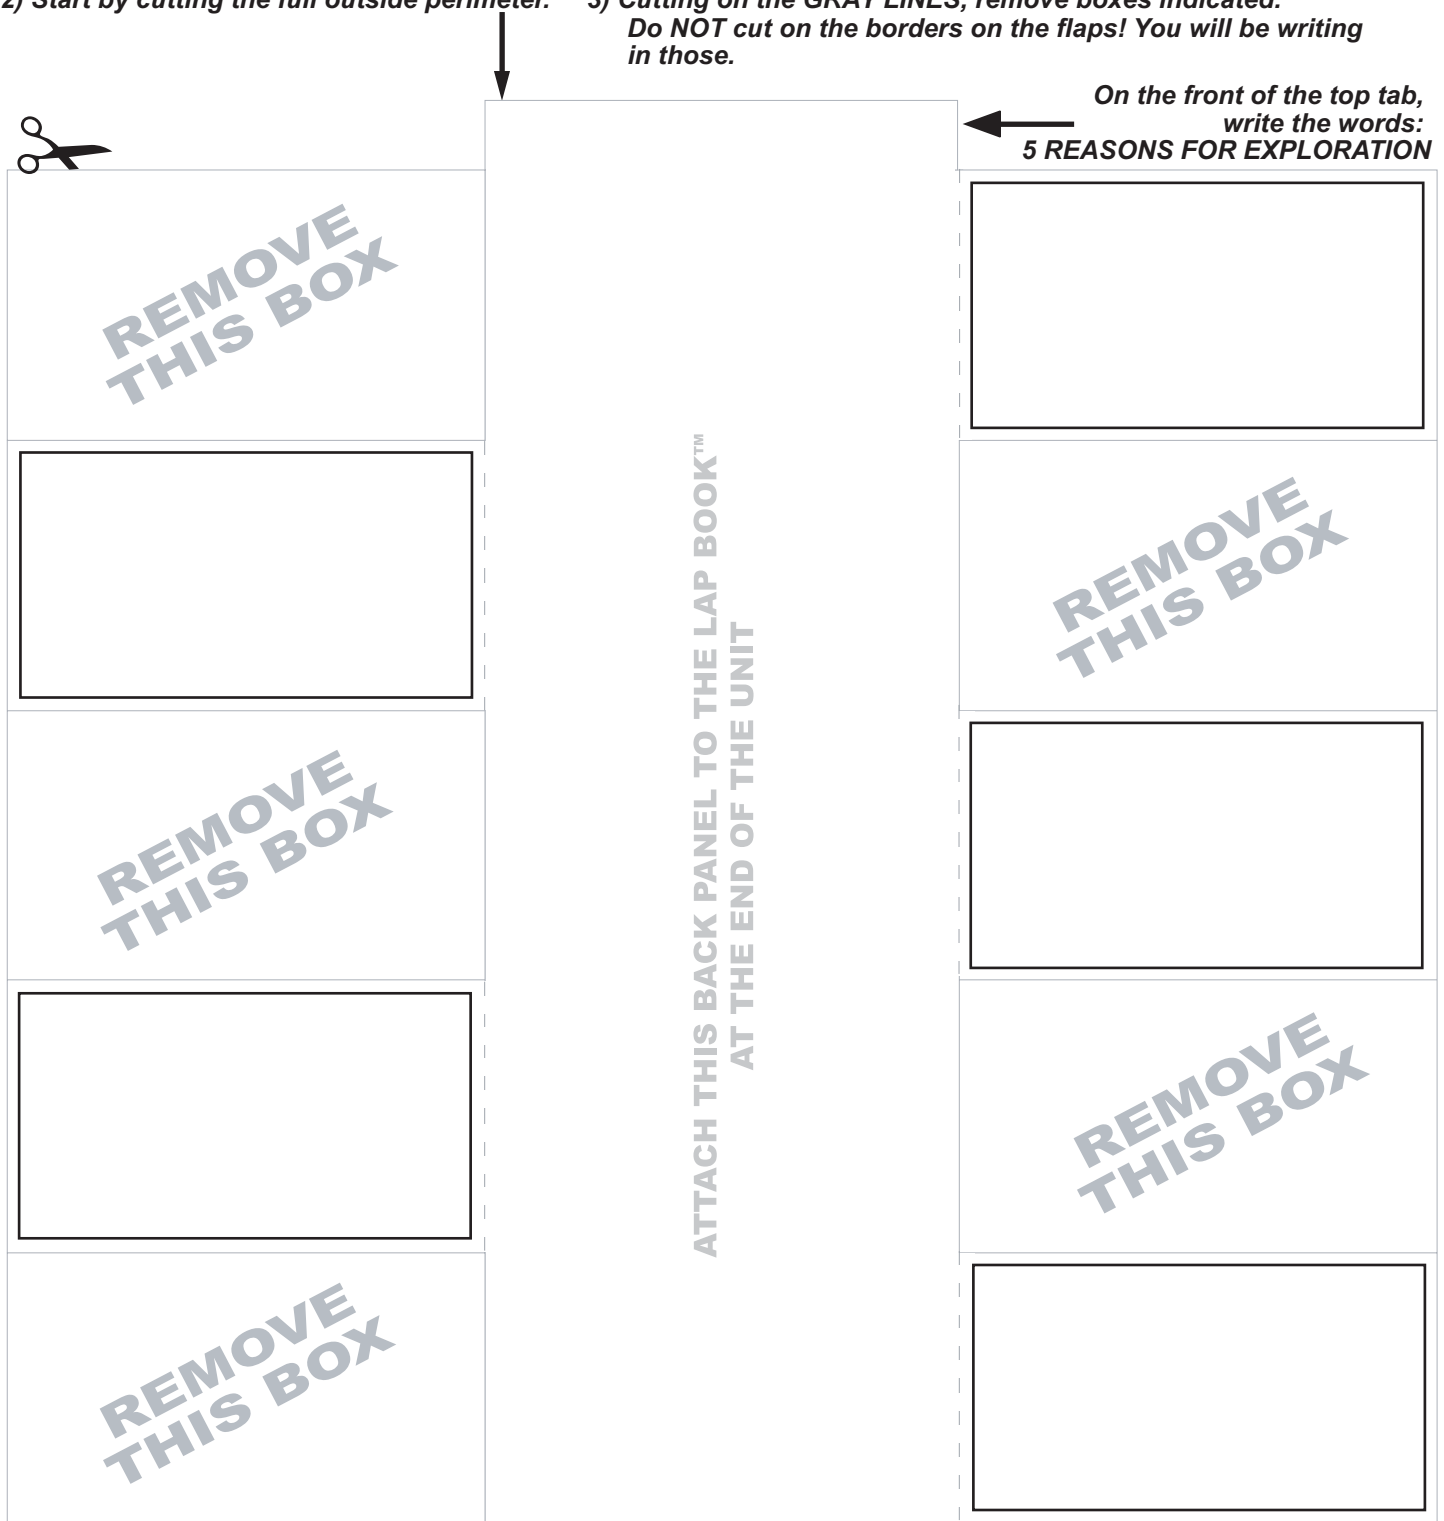 2) Start by cutting the full outside perimeter.
3) Cutting on the GRAY LINES, remove boxes indicated.
Do NOT cut on the borders on the flaps! You will be writing
in those.
On the front of the top tab,
write the words:
5 REASONS FOR EXPLORATION
REMOVE
THIS BOX
REMOVE
THIS BOX
ATTACH THIS BACK PANEL TO THE LAP BOOK™
AT THE END OF THE UNIT
REMOVE
THIS BOX
REMOVE
THIS BOX
REMOVE
THIS BOX